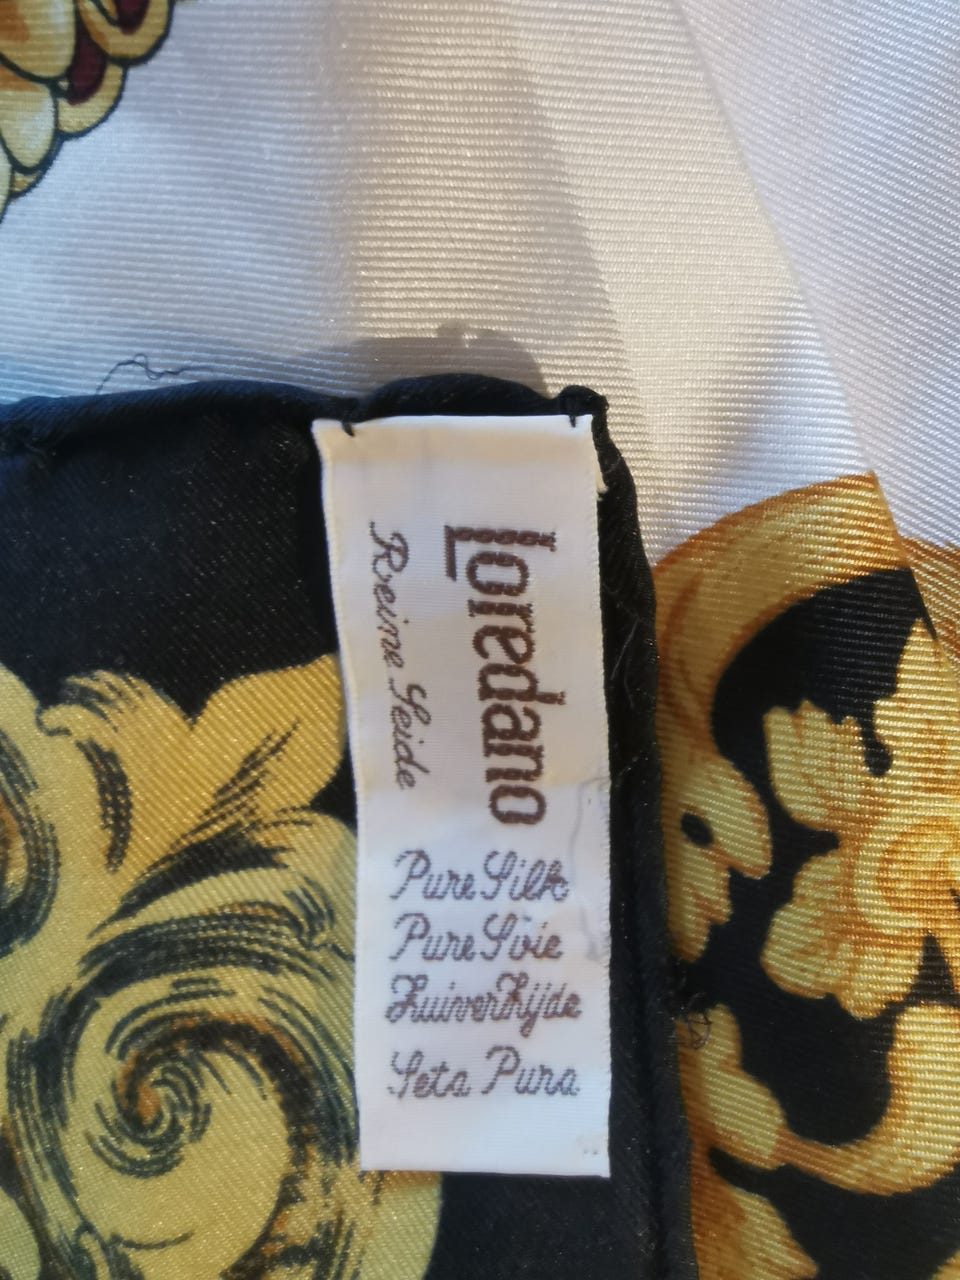 Loredano
Reine Seide
Pure Silk
Pure Soie
Zuiver Zijde
Seta Pura